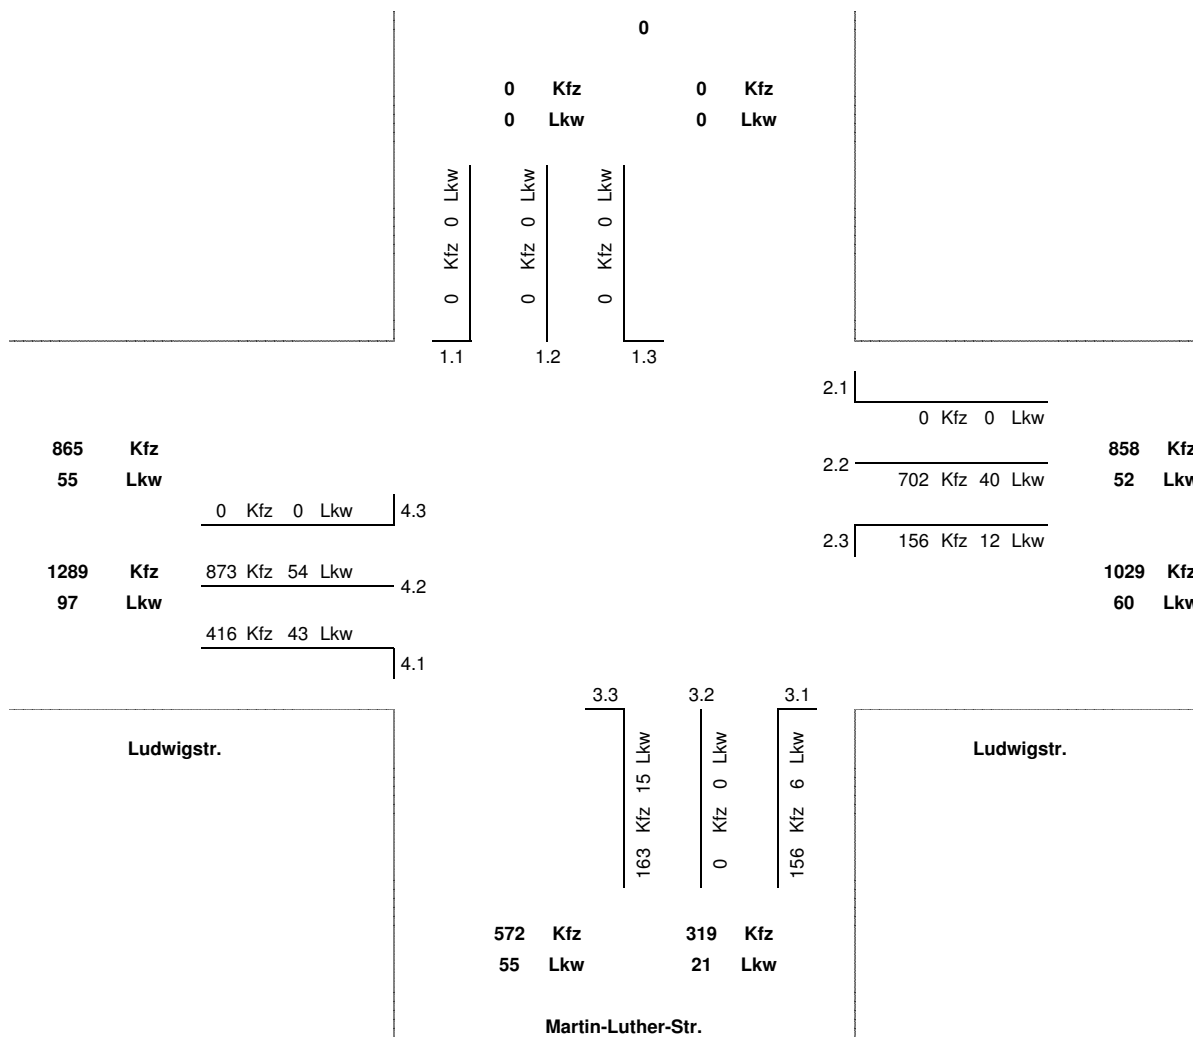 0
0 Kfz 0 Kfz
0 Lkw 0 Lkw
0 Kfz 0 Lkw
0 Kfz 0 Lkw
0 Kfz 0 Lkw
1.1 1.2 1.3
2.1
0 Kfz 0 Lkw
865 Kfz
55 Lkw
858 Kfz
52 Lkw
2.2
702 Kfz 40 Lkw
0 Kfz 0 Lkw 4.3
2.3 156 Kfz 12 Lkw
1289 Kfz
97 Lkw
873 Kfz 54 Lkw 4.2
1029 Kfz
60 Lkw
416 Kfz 43 Lkw
4.1
3.3 3.2 3.1
Ludwigstr. Ludwigstr.
163 Kfz 15 Lkw
0 Kfz 0 Lkw
156 Kfz 6 Lkw
572 Kfz 319 Kfz
55 Lkw 21 Lkw
Martin-Luther-Str.